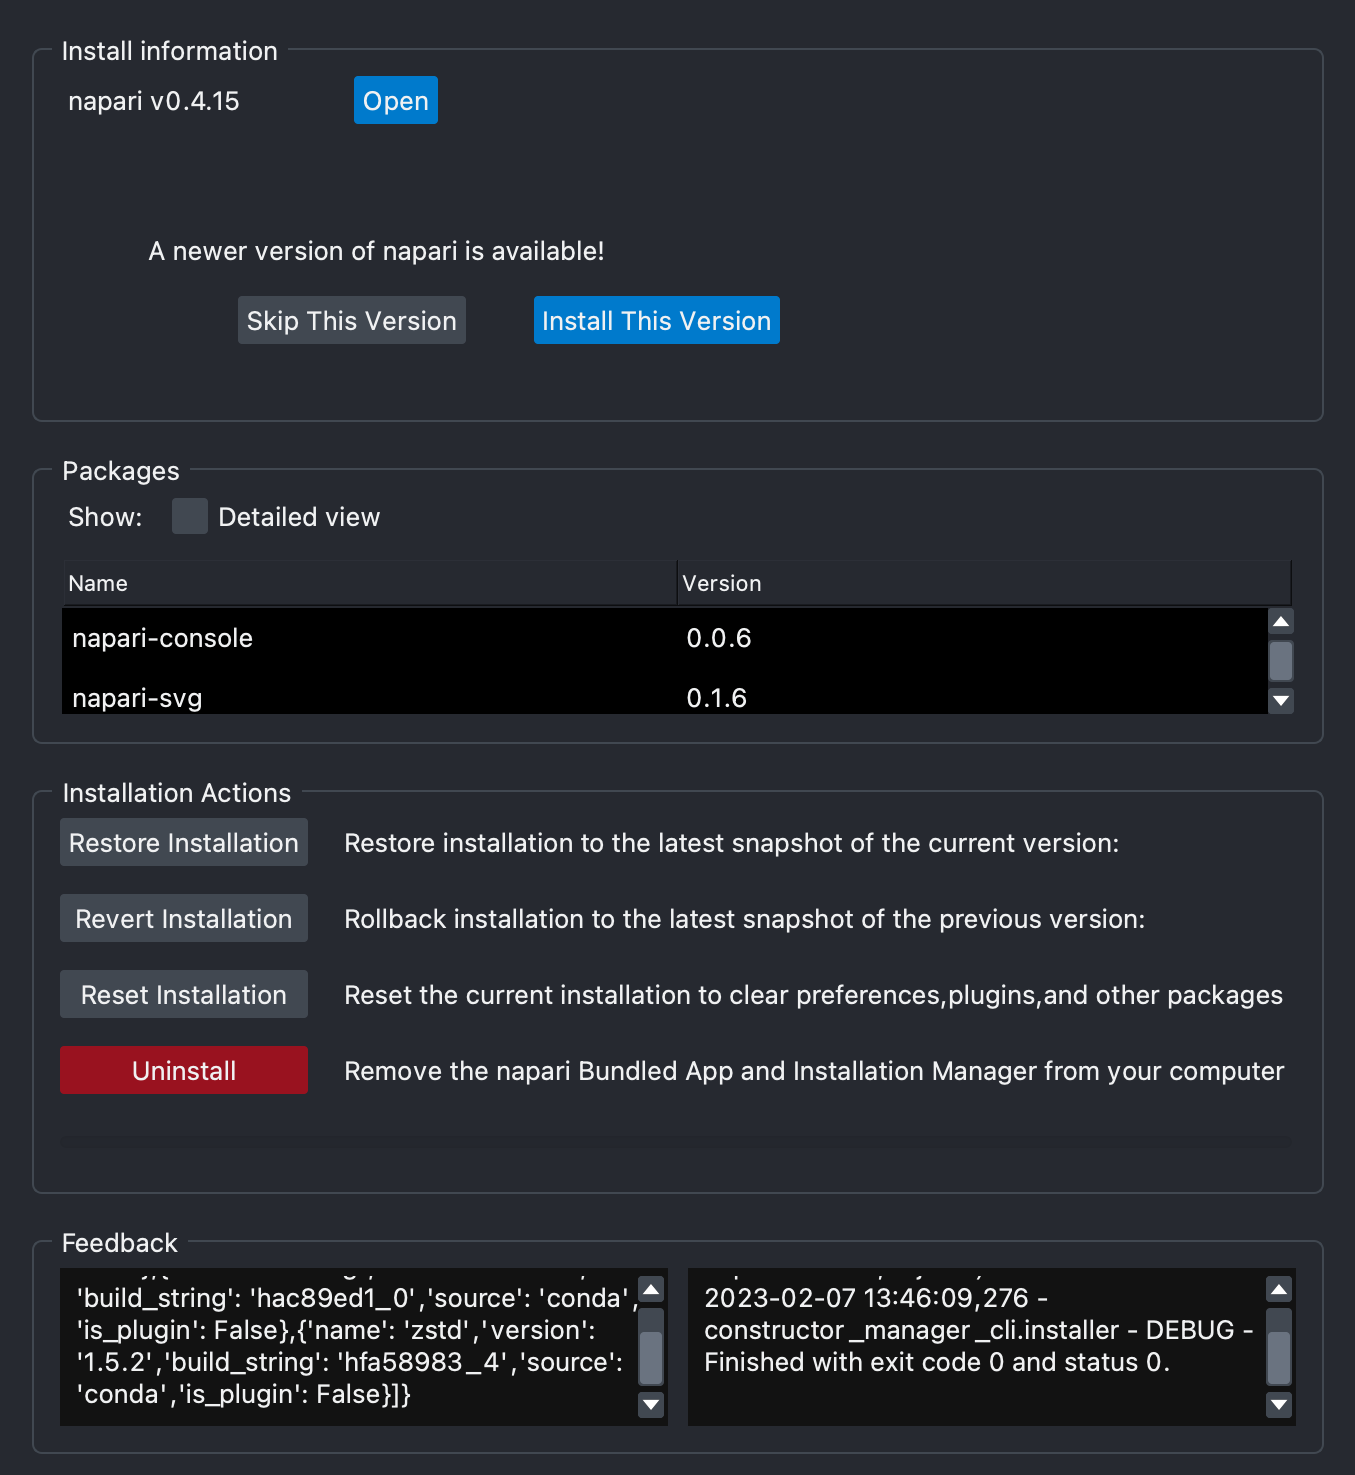 Install information
napari v0.4.15
Open
A newer version of napari is available!
Skip This Version
Install This Version
Packages
Show:
Detailed view
Name
Version
napari-console
0.0.6
napari-svg
0.1.6
Installation Actions
Restore Installation
Restore installation to the latest snapshot of the current version:
Revert Installation
Rollback installation to the latest snapshot of the previous version:
Reset Installation
Reset the current installation to clear preferences,plugins,and other packages
Uninstall
Remove the napari Bundled App and Installation Manager from your computer
Feedback
'build_string': 'hac89ed1_0','source': 'conda',
'is_plugin': False},{'name': 'zstd','version':
'1.5.2','build_string': 'hfa58983_4','source':
'conda','is_plugin': False}]}
2023-02-07 13:46:09,276 -
constructor_manager_cli.installer - DEBUG -
Finished with exit code 0 and status 0.